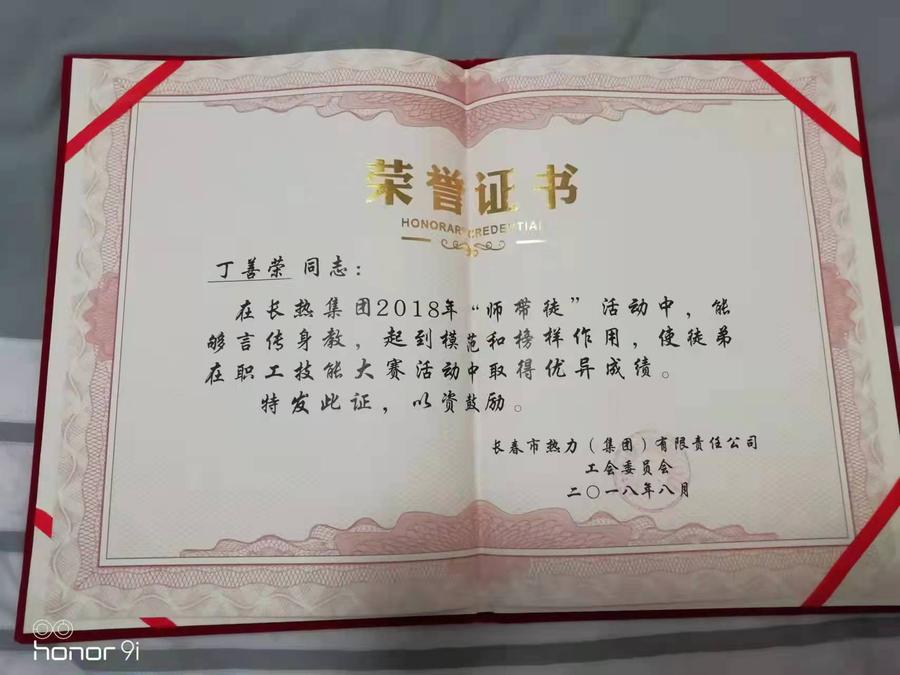 荣誉证书
HONORARY CREDENTIAL
丁善荣 同志：
在长热集团2018年“师带徒”活动中，能
够言传身教，起到模范和榜样作用，使徒弟
在职工技能大赛活动中取得优异成绩。
特发此证，以资鼓励。
长春市热力（集团）有限责任公司
工会委员会
二〇一八年八月
honor 9i